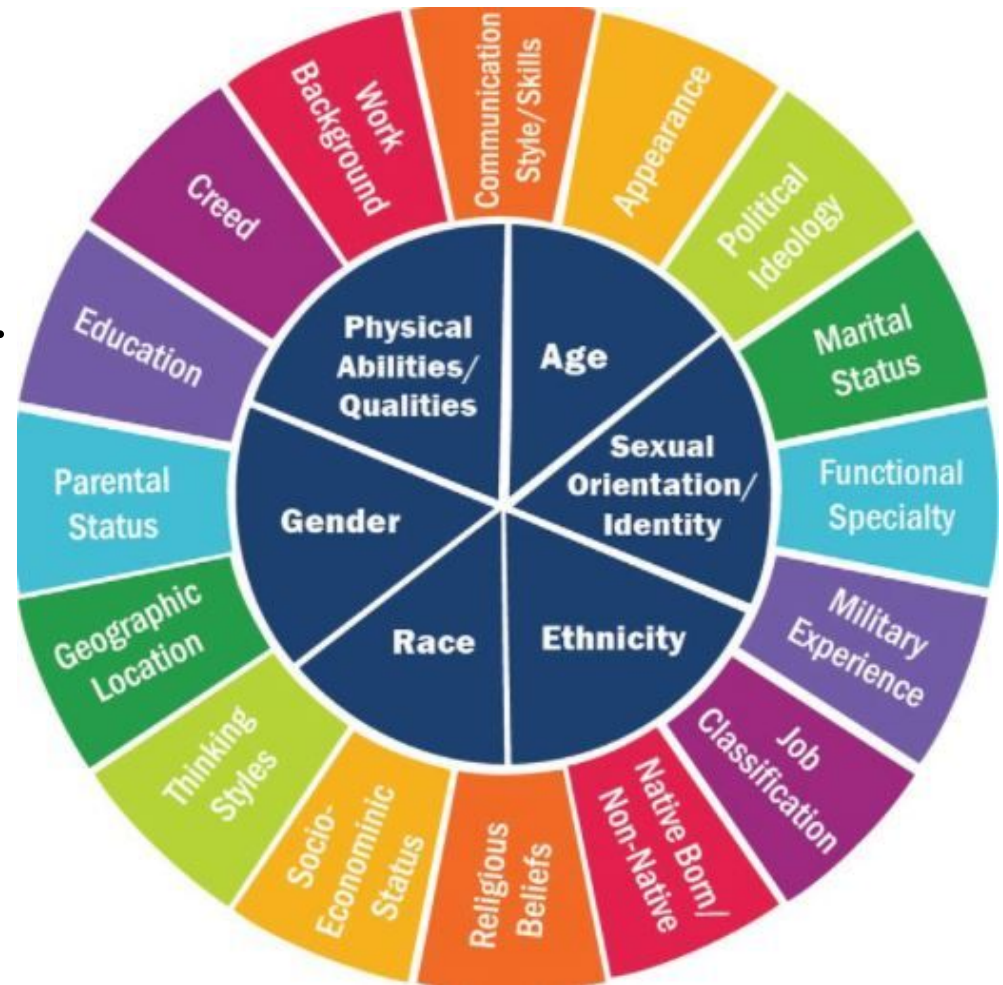 Communication
Style/Skills
Appearance
Political
Ideology
Marital
Status
Functional
Specialty
Military
Experience
Job
Classification
Native Born/
Non-Native
Religious
Beliefs
Socio-
Econominic
Status
Thinking
Styles
Geographic
Location
Parental
Status
Education
Creed
Work
Background
Physical
Abilities/
Qualities
Age
Sexual
Orientation/
Identity
Ethnicity
Race
Gender